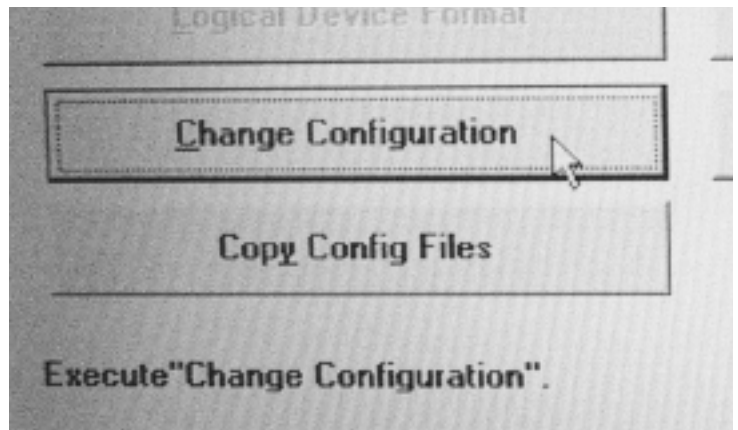 Logical Device Format
Change Configuration
Copy Config Files
Execute"Change Configuration".